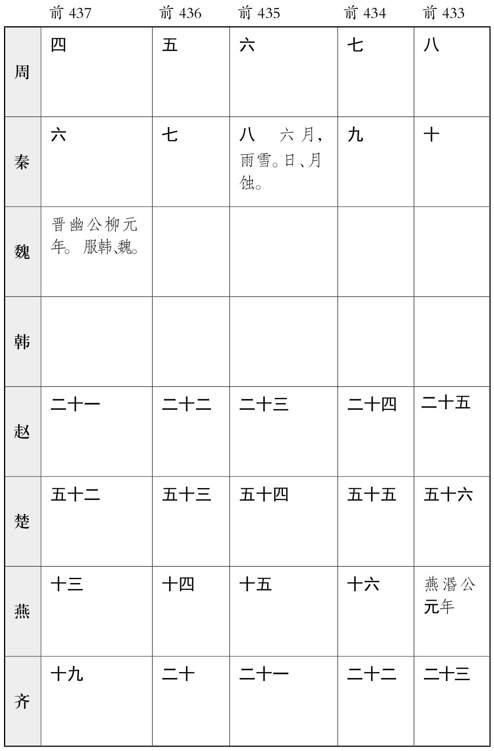 前 437 前 436 前 435 前 434 前 433
周 四 五 六 七 八
秦 六 七 八 六月， 九 十
雨雪。日、月
蚀。
魏 晋幽公柳元
年。服韩、魏。
韩
赵 二十一 二十二 二十三 二十四 二十五
楚 五十二 五十三 五十四 五十五 五十六
燕 十三 十四 十五 十六 燕湣公
元年
齐 十九 二十 二十一 二十二 二十三